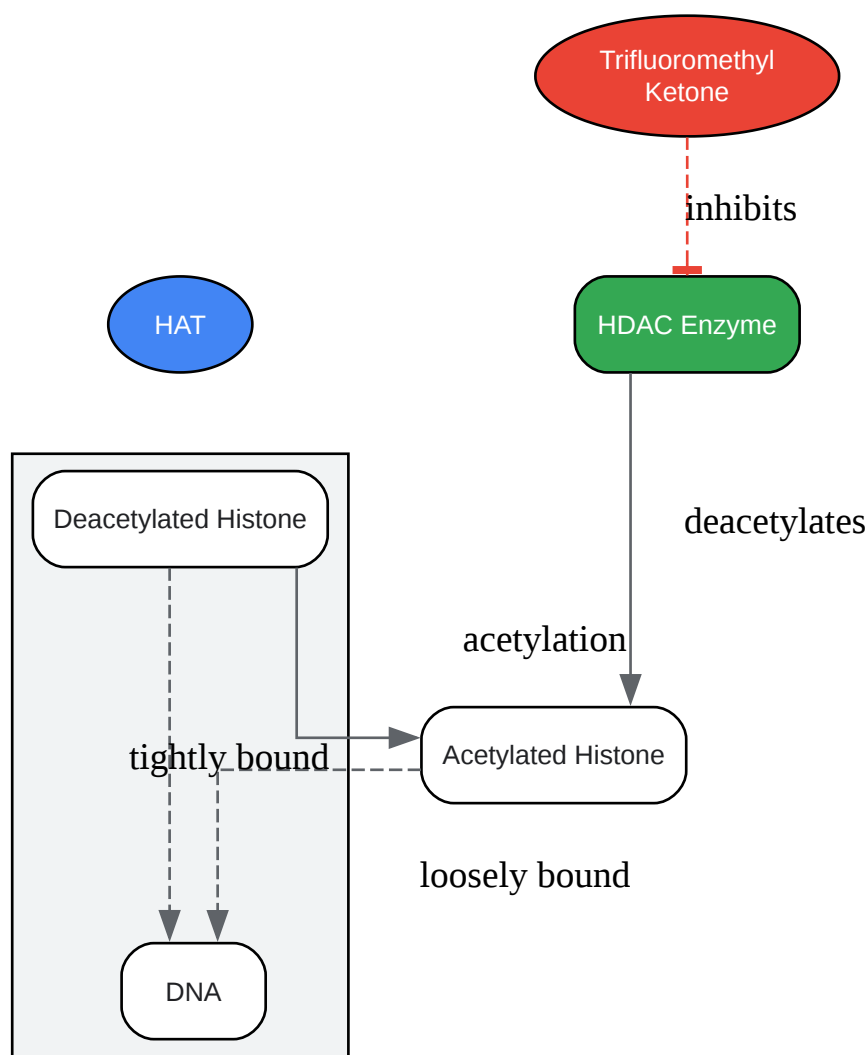 Trifluoromethyl
Ketone
inhibits
HAT
HDAC Enzyme
Deacetylated Histone
deacetylates
acetylation
tightly bound
Acetylated Histone
loosely bound
DNA